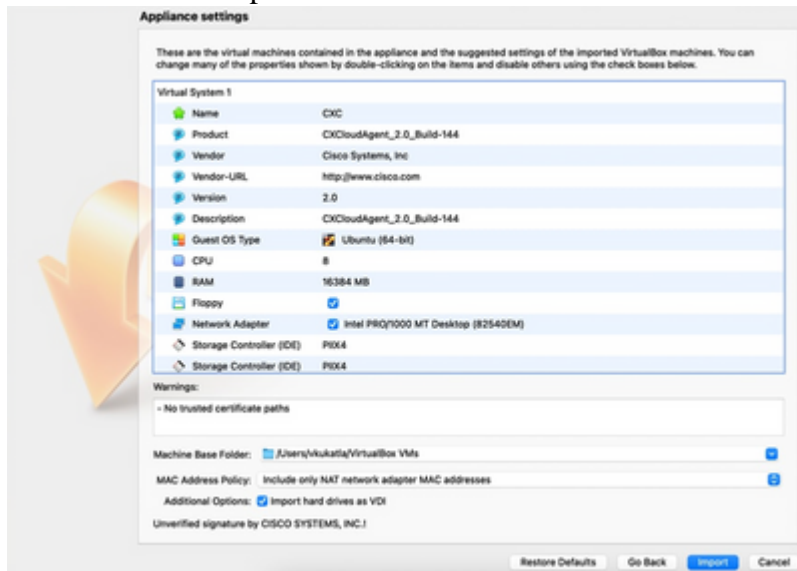 Appliance settings
These are the virtual machines contained in the appliance and the suggested settings of the imported VirtualBox machines. You can
change many of the properties shown by double-clicking on the items and disable others using the check boxes below.
Virtual System 1
Name CXC
Product CXCloudAgent_2.0_Build-144
Vendor Cisco Systems, Inc
Vendor-URL http://www.cisco.com
Version 2.0
Description CXCloudAgent_2.0_Build-144
Guest OS Type Ubuntu (64-bit)
CPU 8
RAM 16384 MB
Floppy
Network Adapter Intel PRO/1000 MT Desktop (82540EM)
Storage Controller (IDE) PIIX4
Storage Controller (IDE) PIIX4
Warnings:
- No trusted certificate paths
Machine Base Folder: /Users/vkukatla/VirtualBox VMs
MAC Address Policy: Include only NAT network adapter MAC addresses
Additional Options: Import hard drives as VDI
Unverified signature by CISCO SYSTEMS, INC.!
Restore Defaults Go Back Import Cancel